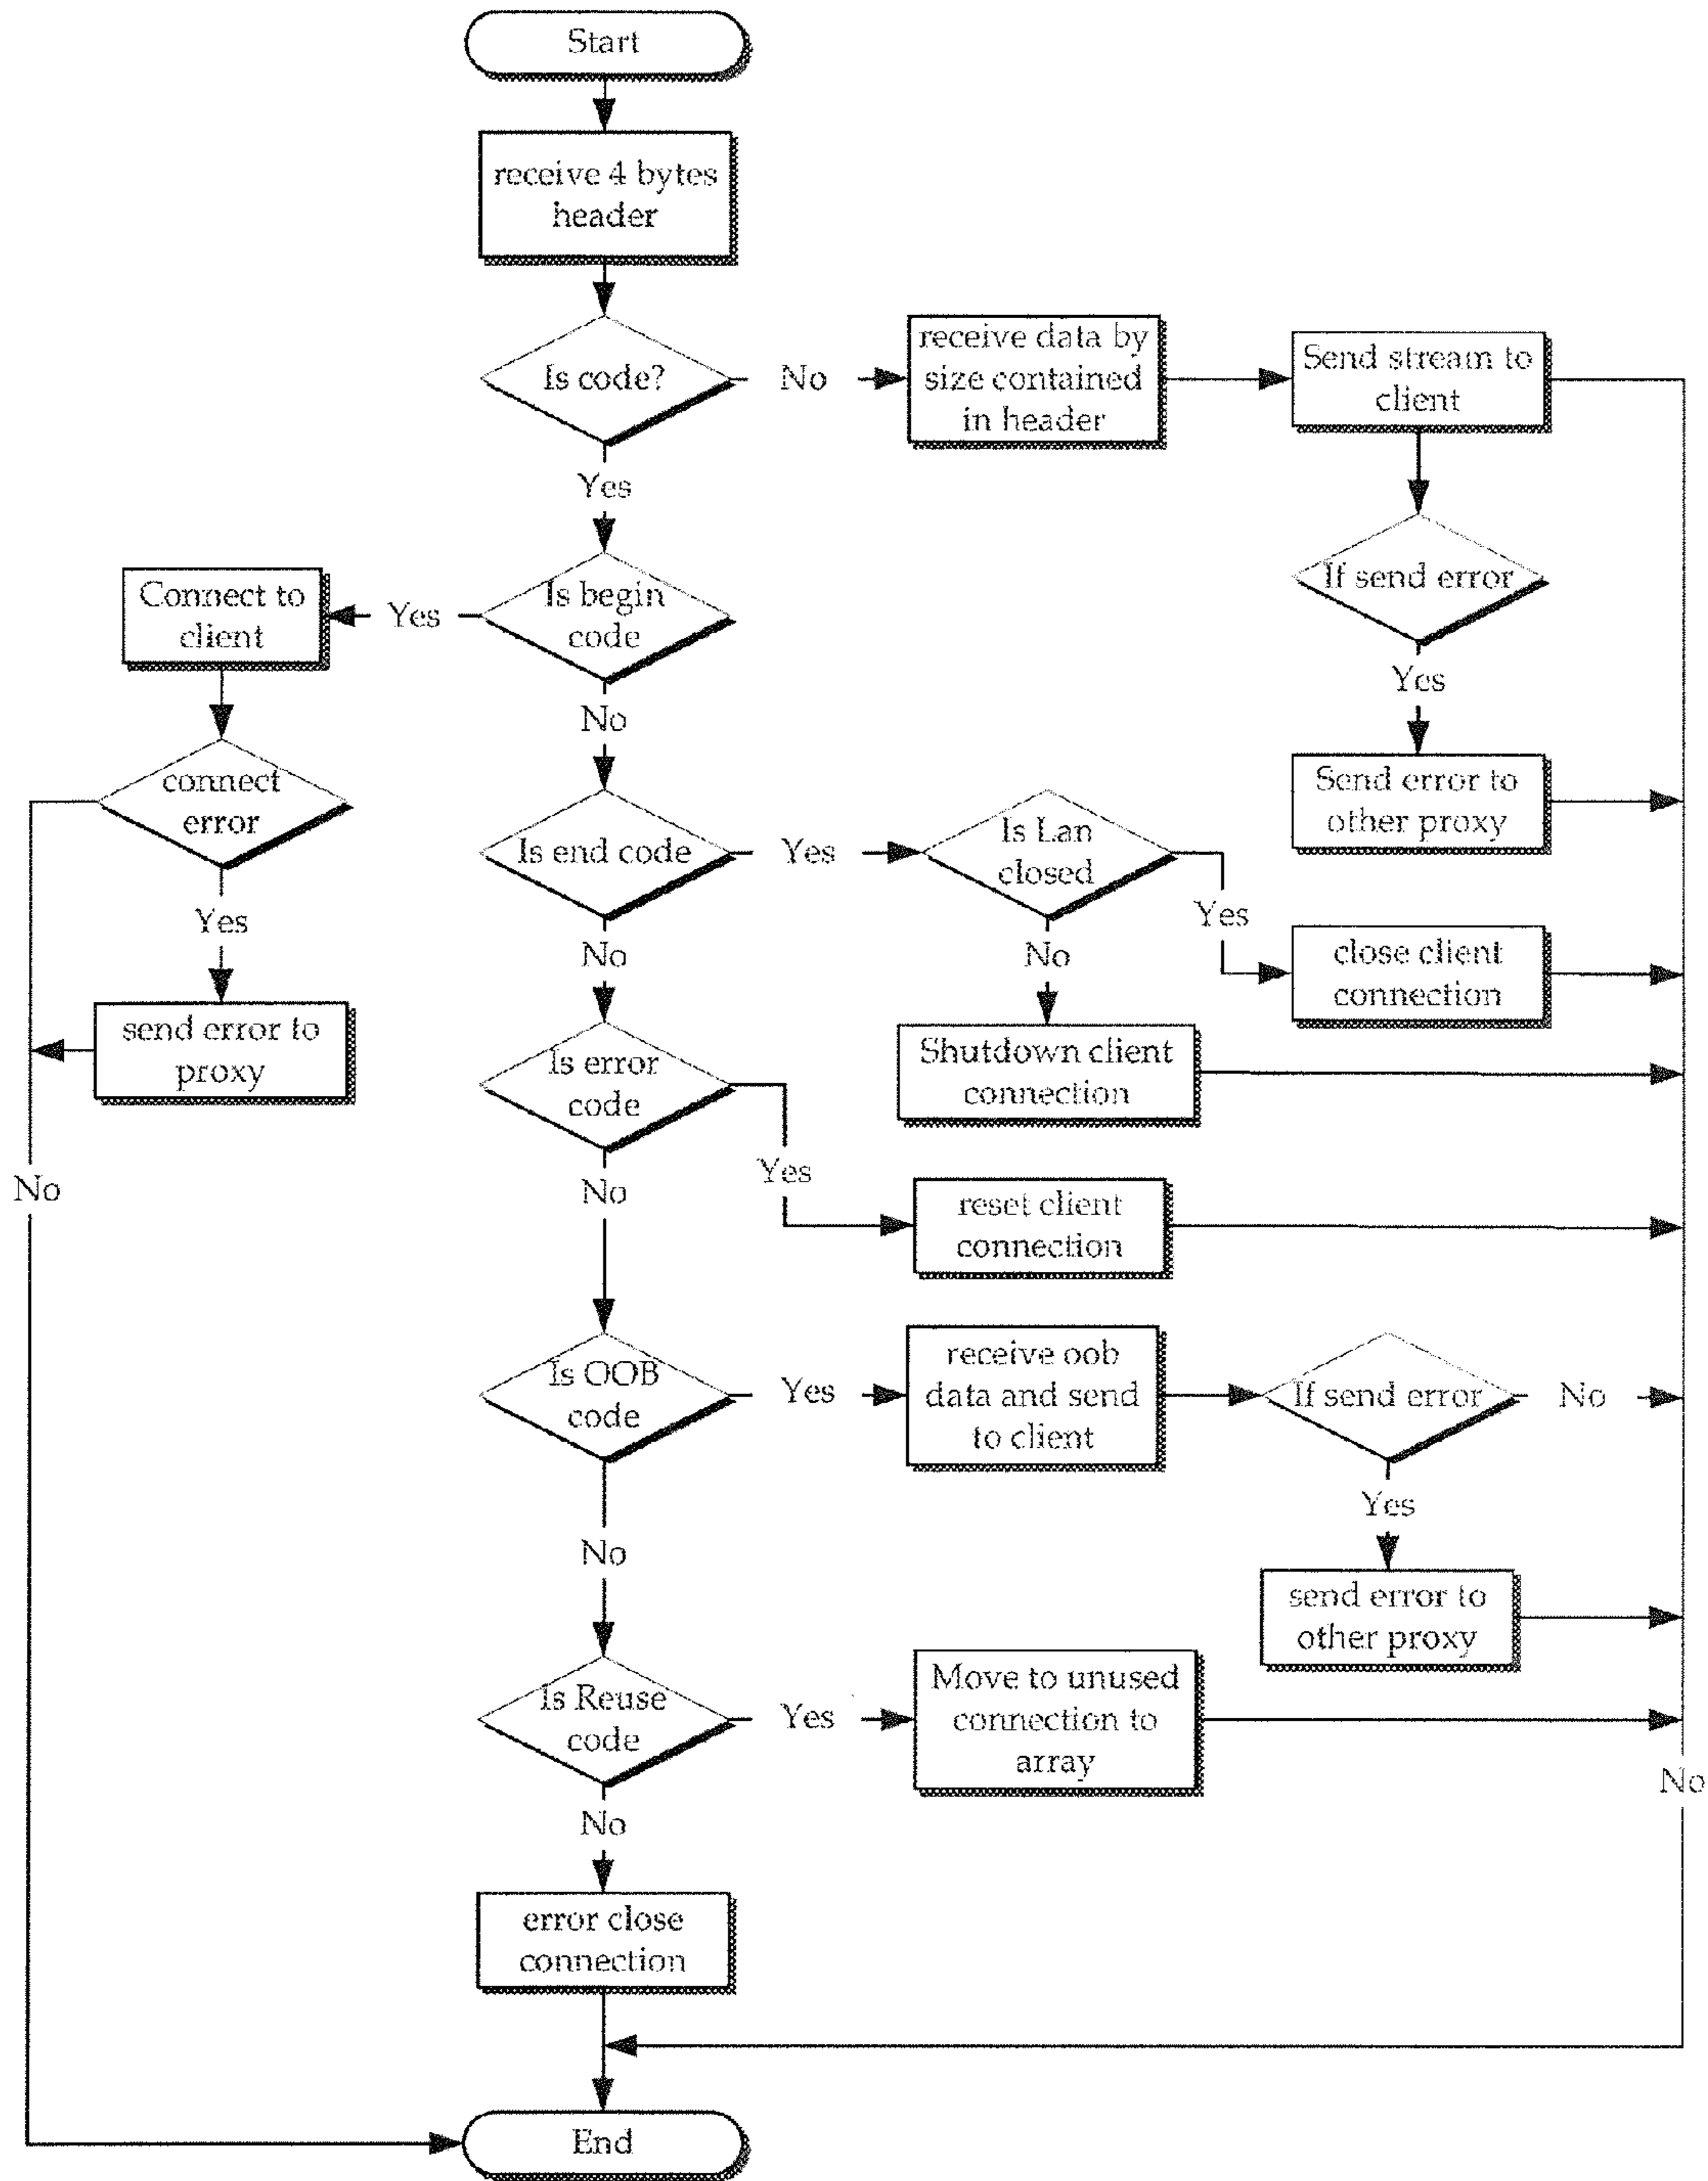 Start
receive 4 bytes
header
Is code?
No
receive data by
size contained
in header
Send stream to
client
Yes
If send error
Connect to
client
Yes
Is begin
code
Yes
No
Send error to
other proxy
connect
error
Is end code
Yes
Is Lan
closed
Yes
Yes
No
No
close client
connection
send error to
proxy
Shutdown client
connection
Is error
code
Yes
No
No
reset client
connection
Is OOB
code
Yes
receive oob
data and send
to client
If send error
No
Yes
No
send error to
other proxy
Is Reuse
code
Yes
Move to unused
connection to
array
No
No
error close
connection
End